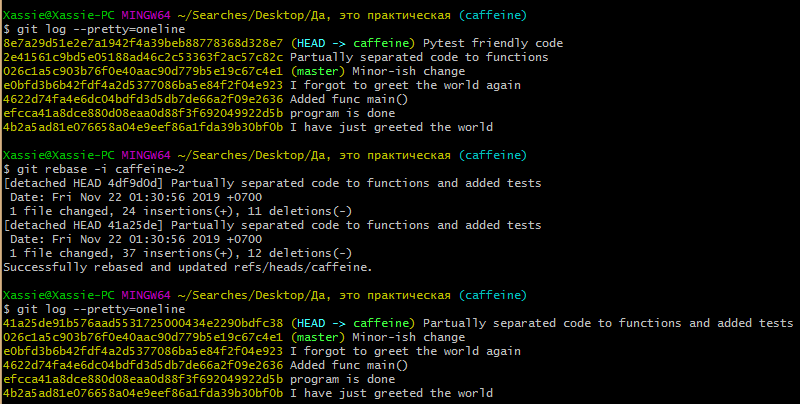 Xassie@Xassie-PC MINGW64 ~/Searches/Desktop/Да, это практическая (caffeine)
$ git log --pretty=oneline
8e7a29d51e2e7a1942f4a39beb88778368d328e7 (HEAD -> caffeine) Pytest friendly code
2e41561c9bd5e05188ad46c2c53363f2ac57c82c Partially separated code to functions
026c1a5c903b76f0e40aac90d779b5e19c67c4e1 (master) Minor-ish change
e0bfd3b6b42fdf4a2d5377086ba5e84f2f04e923 I forgot to greet the world again
4622d74fa4e6dc04bdfd3d5db7de66a2f09e2636 Added func main()
efcca41a8dce880d08eaa0d88f3f692049922d5b program is done
4b2a5ad81e076658a04e9eef86a1fda39b30bf0b I have just greeted the world
Xassie@Xassie-PC MINGW64 ~/Searches/Desktop/Да, это практическая (caffeine)
$ git rebase -i caffeine~2
[detached HEAD 4df9d0d] Partially separated code to functions and added tests
Date: Fri Nov 22 01:30:56 2019 +0700
1 file changed, 24 insertions(+), 11 deletions(-)
[detached HEAD 41a25de] Partially separated code to functions and added tests
Date: Fri Nov 22 01:30:56 2019 +0700
1 file changed, 37 insertions(+), 12 deletions(-)
Successfully rebased and updated refs/heads/caffeine.
Xassie@Xassie-PC MINGW64 ~/Searches/Desktop/Да, это практическая (caffeine)
$ git log --pretty=oneline
41a25de91b576aad5531725000434e2290bdfc38 (HEAD -> caffeine) Partially separated code to functions and added tests
026c1a5c903b76f0e40aac90d779b5e19c67c4e1 (master) Minor-ish change
e0bfd3b6b42fdf4a2d5377086ba5e84f2f04e923 I forgot to greet the world again
4622d74fa4e6dc04bdfd3d5db7de66a2f09e2636 Added func main()
efcca41a8dce880d08eaa0d88f3f692049922d5b program is done
4b2a5ad81e076658a04e9eef86a1fda39b30bf0b I have just greeted the world